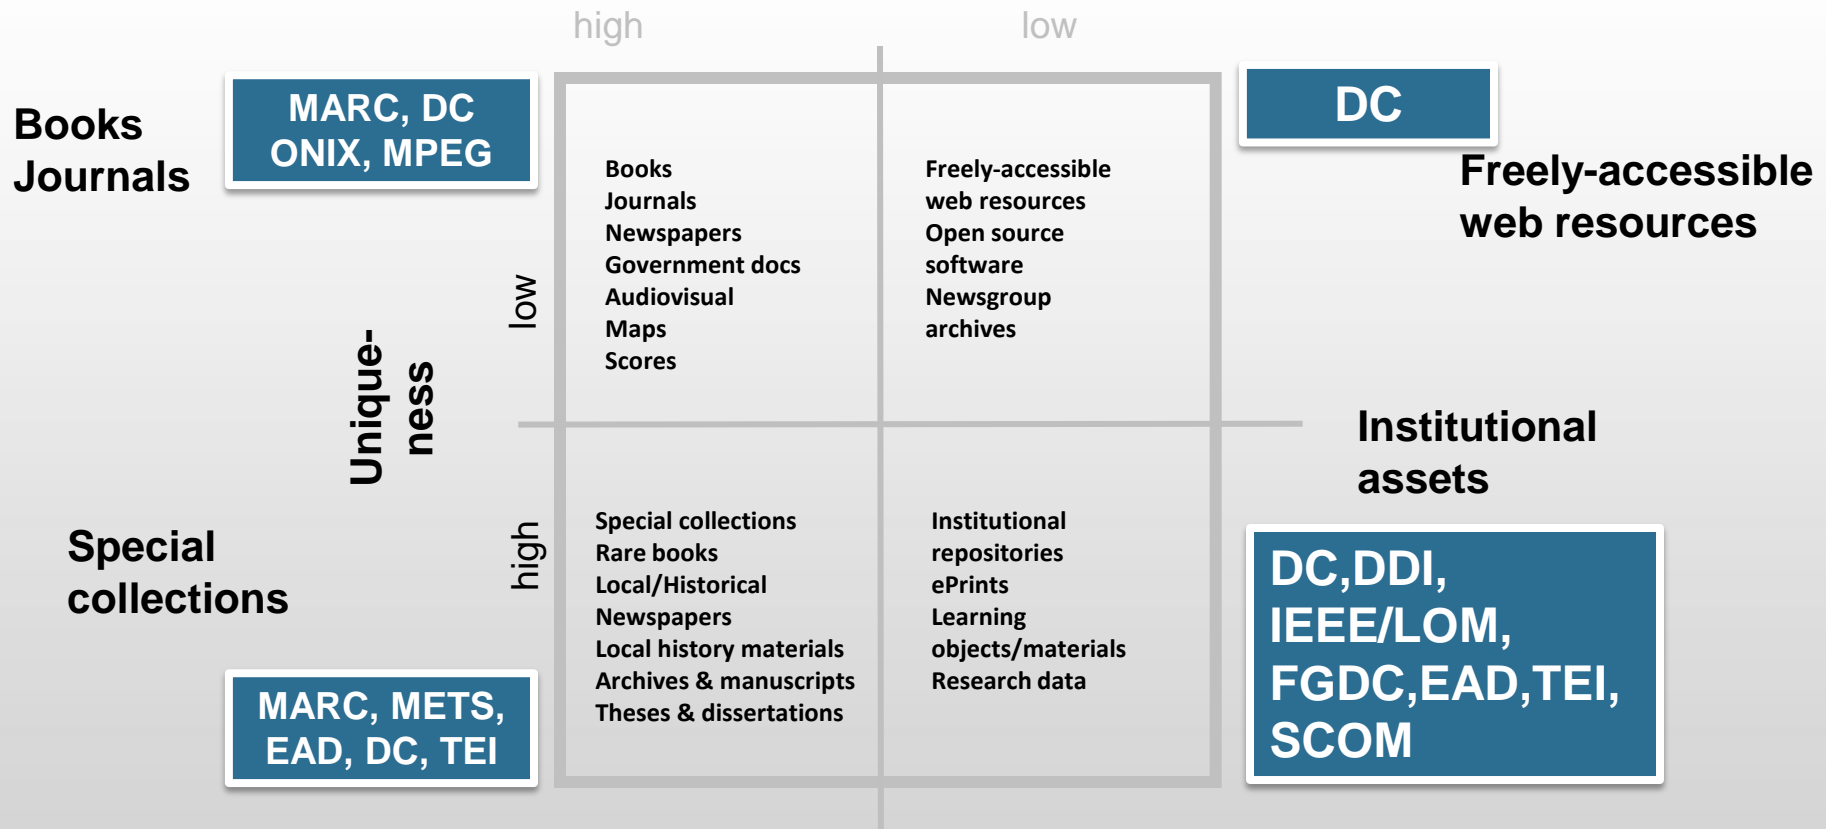 high
low
Books
Journals
MARC, DC
ONIX, MPEG
DC
Freely-accessible
web resources
Books
Journals
Newspapers
Government docs
Audiovisual
Maps
Scores
Freely-accessible
web resources
Open source
software
Newsgroup
archives
low
Unique-
ness
high
Institutional
assets
Special
collections
Special collections
Rare books
Local/Historical
Newspapers
Local history materials
Archives & manuscripts
Theses & dissertations
Institutional
repositories
ePrints
Learning
objects/materials
Research data
MARC, METS,
EAD, DC, TEI
DC,DDI,
IEEE/LOM,
FGDC,EAD,TEI,
SCOM